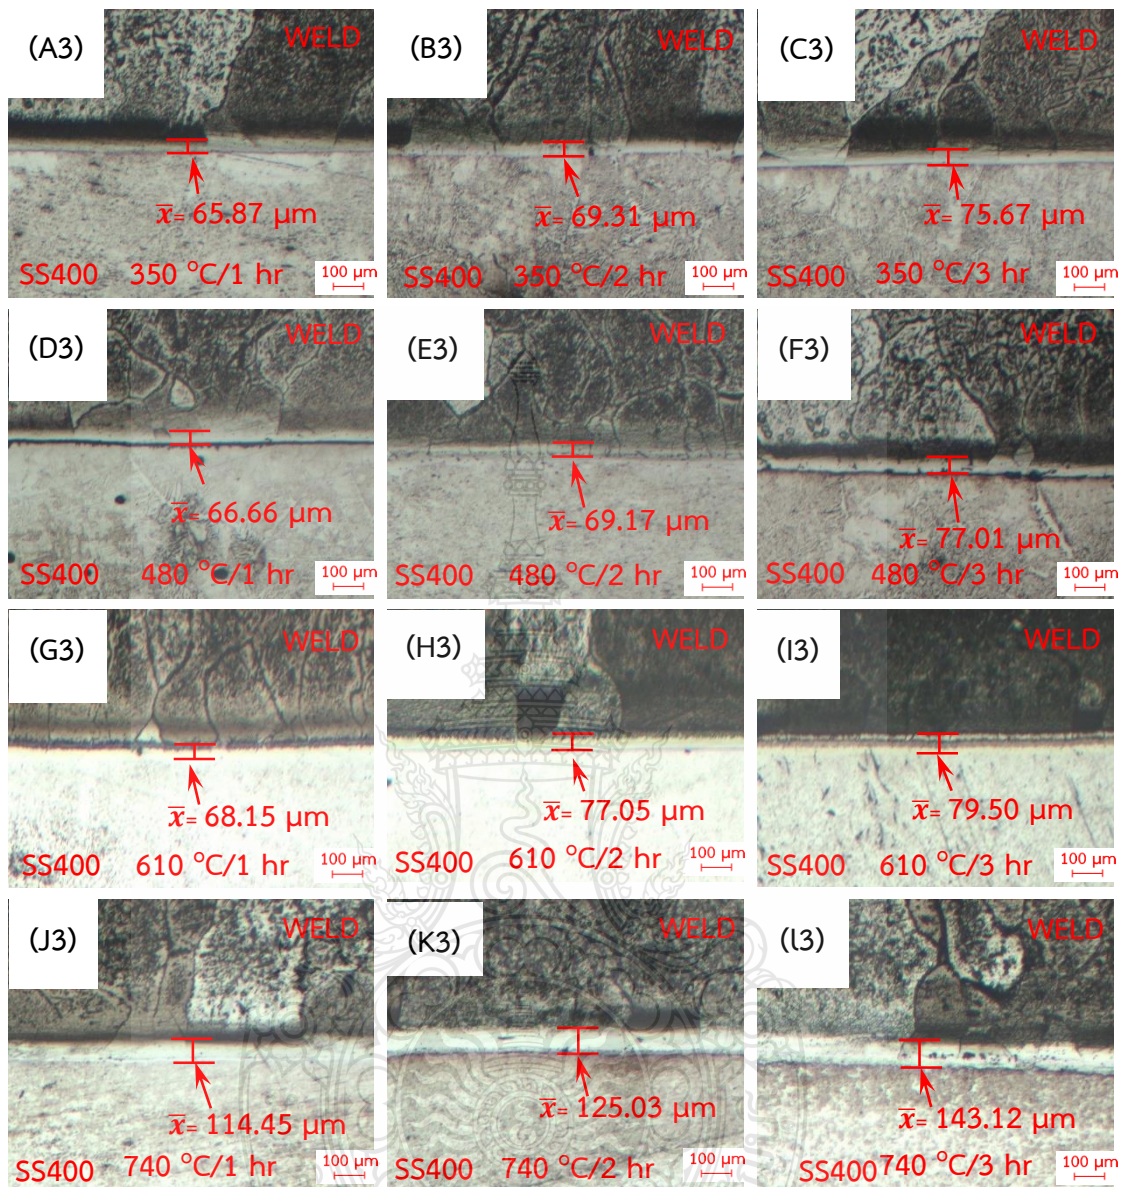 (A3) WELD
x̄= 65.87 µm
SS400 350 °C/1 hr 100 µm
(B3) WELD
x̄= 69.31 µm
SS400 350 °C/2 hr 100 µm
(C3) WELD
x̄= 75.67 µm
SS400 350 °C/3 hr 100 µm
(D3) WELD
x̄= 66.66 µm
SS400 480 °C/1 hr 100 µm
(E3) WELD
x̄= 69.17 µm
SS400 480 °C/2 hr 100 µm
(F3) WELD
x̄= 77.01 µm
SS400 480 °C/3 hr 100 µm
(G3) WELD
x̄= 68.15 µm
SS400 610 °C/1 hr 100 µm
(H3) WELD
x̄= 77.05 µm
SS400 610 °C/2 hr 100 µm
(I3) WELD
x̄= 79.50 µm
SS400 610 °C/3 hr 100 µm
(J3) WELD
x̄= 114.45 µm
SS400 740 °C/1 hr 100 µm
(K3) WELD
x̄= 125.03 µm
SS400 740 °C/2 hr 100 µm
(l3) WELD
x̄= 143.12 µm
SS400 740 °C/3 hr 100 µm